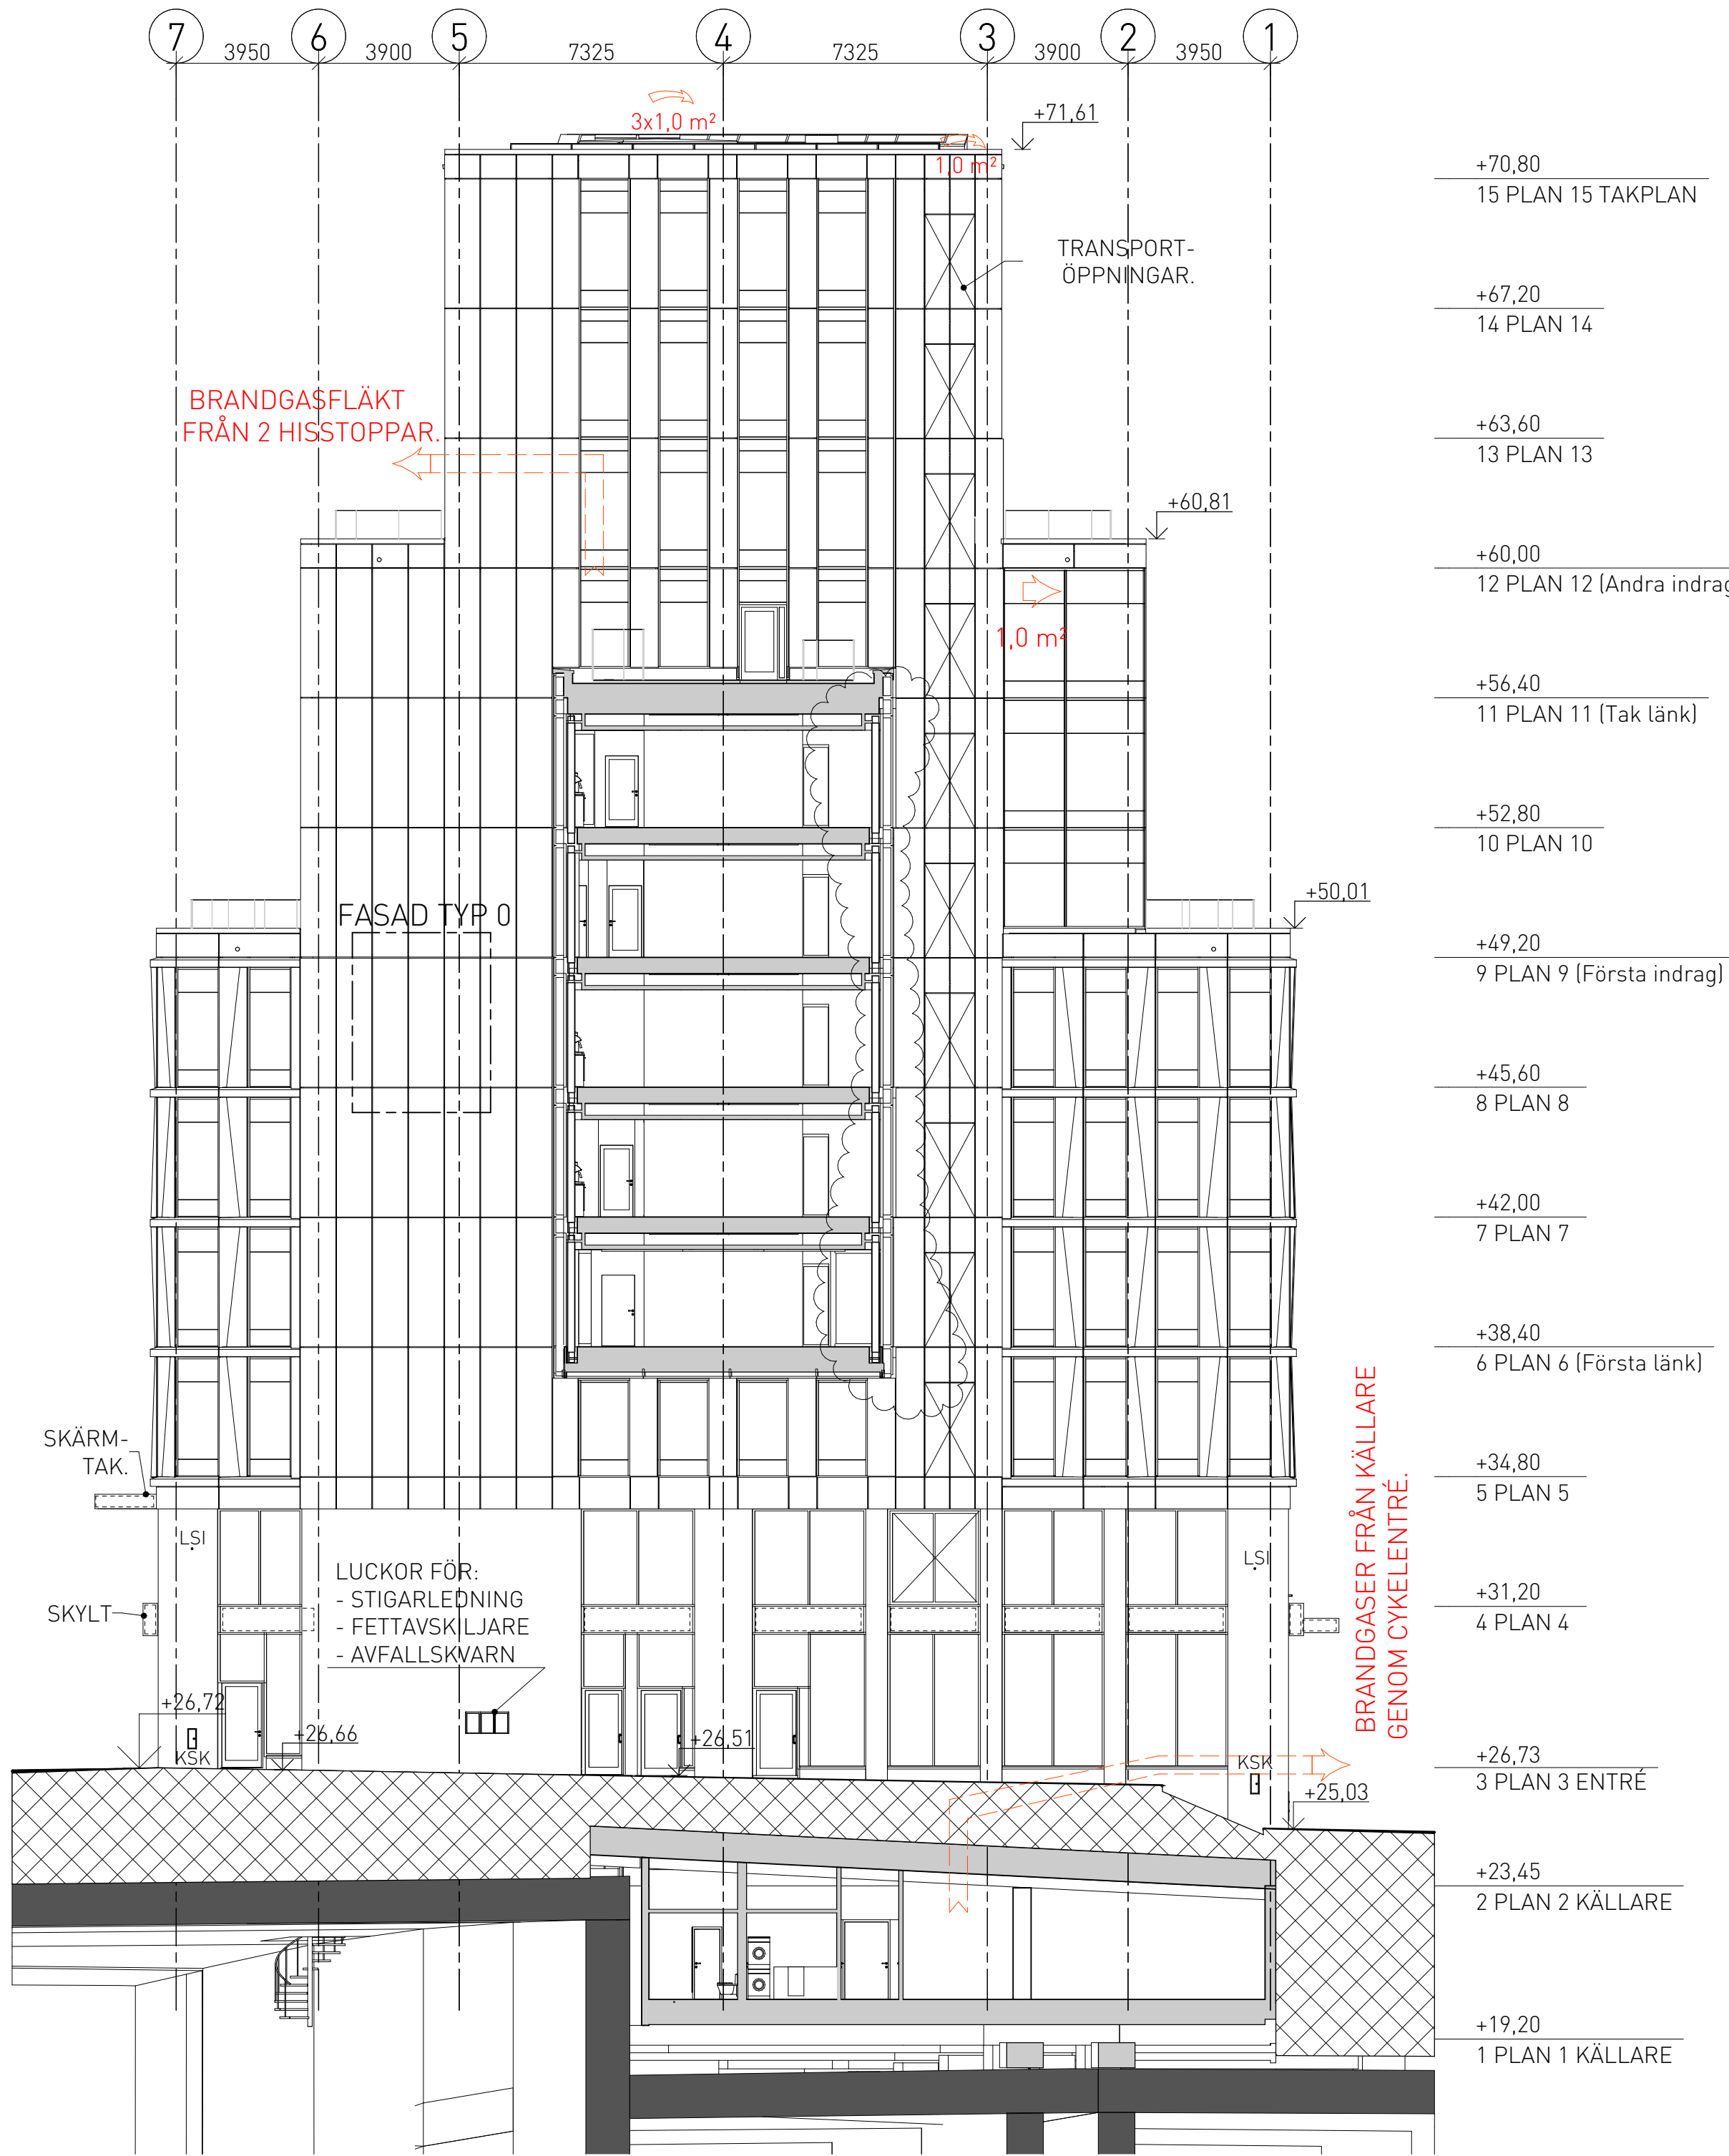 7 6 5 4 3 2 1
3950 3900 7325 7325 3900 3950
3x1,0 m²
+71,61
1,0 m²
+70,80
15 PLAN 15 TAKPLAN
TRANSPORT-
ÖPPNINGAR.
+67,20
14 PLAN 14
BRANDGASFLÄKT
FRÅN 2 HISSTOPPAR.
+63,60
13 PLAN 13
+60,81
+60,00
12 PLAN 12 (Andra indrag
1,0 m²
+56,40
11 PLAN 11 (Tak länk)
+52,80
10 PLAN 10
+50,01
FASAD TYP 0
+49,20
9 PLAN 9 (Första indrag)
+45,60
8 PLAN 8
+42,00
7 PLAN 7
+38,40
6 PLAN 6 (Första länk)
BRANDGASER FRÅN KÄLLARE
GENOM CYKELENTRÉ.
SKÄRM-
TAK.
+34,80
5 PLAN 5
LSI
LSI
LUCKOR FÖR:
- STIGARLEDNING
- FETTAVSKILJARE
- AVFALLSKVARN
SKYLT
+31,20
4 PLAN 4
+26,72
KSK
+26,66
+26,51
KSK
+26,73
3 PLAN 3 ENTRÉ
+25,03
+23,45
2 PLAN 2 KÄLLARE
+19,20
1 PLAN 1 KÄLLARE